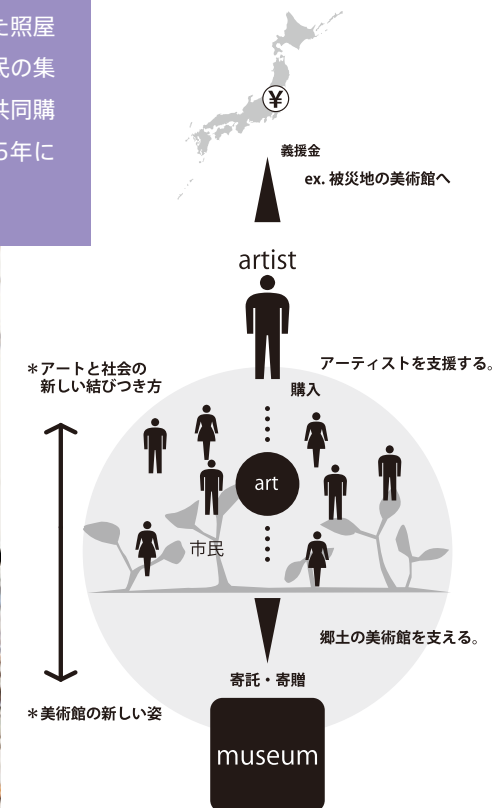 た照屋
民の集
共同購
5年に
¥
義援金
ex. 被災地の美術館へ
artist
アーティストを支援する。
＊アートと社会の
新しい結びつき方
購入
art
市民
郷土の美術館を支える。
寄託・寄贈
＊美術館の新しい姿
museum